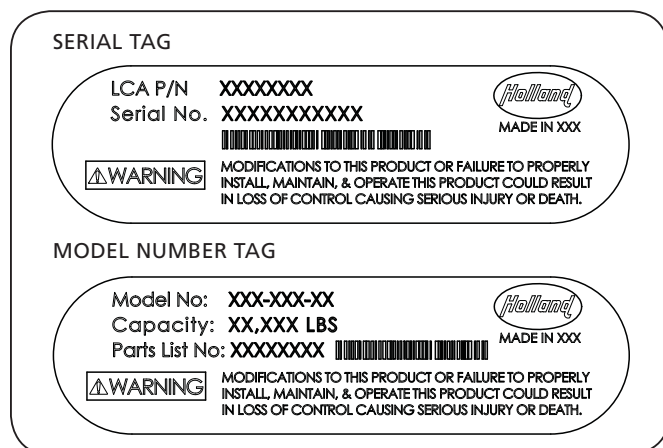 SERIAL TAG
LCA P/N XXXXXXXX
Serial No. XXXXXXXXXXX
Holland
MADE IN XXX
⚠WARNING
MODIFICATIONS TO THIS PRODUCT OR FAILURE TO PROPERLY
INSTALL, MAINTAIN, & OPERATE THIS PRODUCT COULD RESULT
IN LOSS OF CONTROL CAUSING SERIOUS INJURY OR DEATH.
MODEL NUMBER TAG
Model No: XXX-XXX-XX
Capacity: XX,XXX LBS
Parts List No: XXXXXXXX
Holland
MADE IN XXX
⚠WARNING
MODIFICATIONS TO THIS PRODUCT OR FAILURE TO PROPERLY
INSTALL, MAINTAIN, & OPERATE THIS PRODUCT COULD RESULT
IN LOSS OF CONTROL CAUSING SERIOUS INJURY OR DEATH.